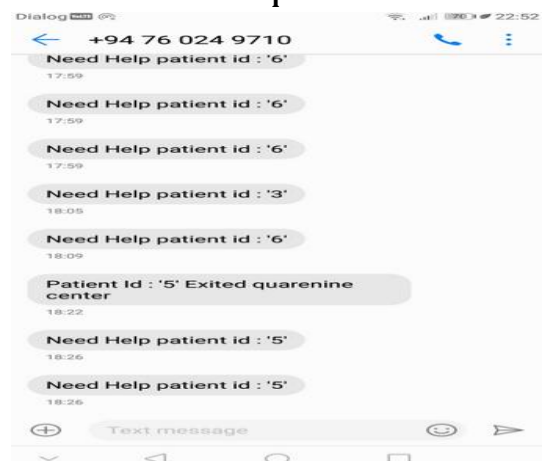 Dialog 70 22:52
+94 76 024 9710
Need Help patient id : '6'
17:59
Need Help patient id : '6'
17:59
Need Help patient id : '6'
17:59
Need Help patient id : '3'
18:05
Need Help patient id : '6'
18:09
Patient Id : '5' Exited quarenine
center
18:22
Need Help patient id : '5'
18:26
Need Help patient id : '5'
18:26
Text message